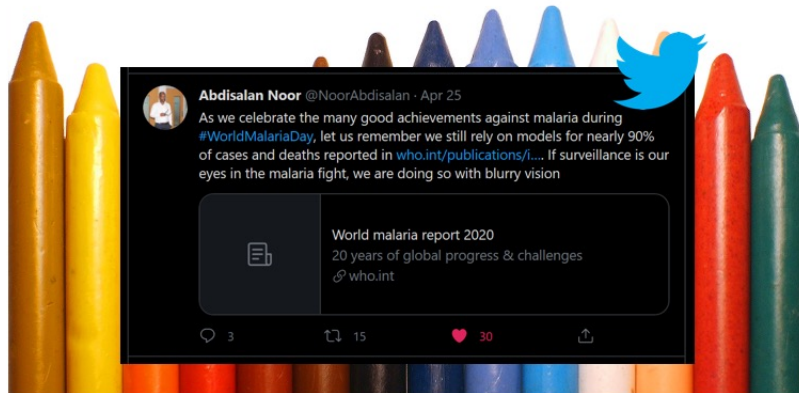 Abdisalan Noor @NoorAbdisalan · Apr 25
As we celebrate the many good achievements against malaria during
#WorldMalariaDay, let us remember we still rely on models for nearly 90%
of cases and deaths reported in who.int/publications/i.... If surveillance is our
eyes in the malaria fight, we are doing so with blurry vision
World malaria report 2020
20 years of global progress & challenges
who.int
3 15 30